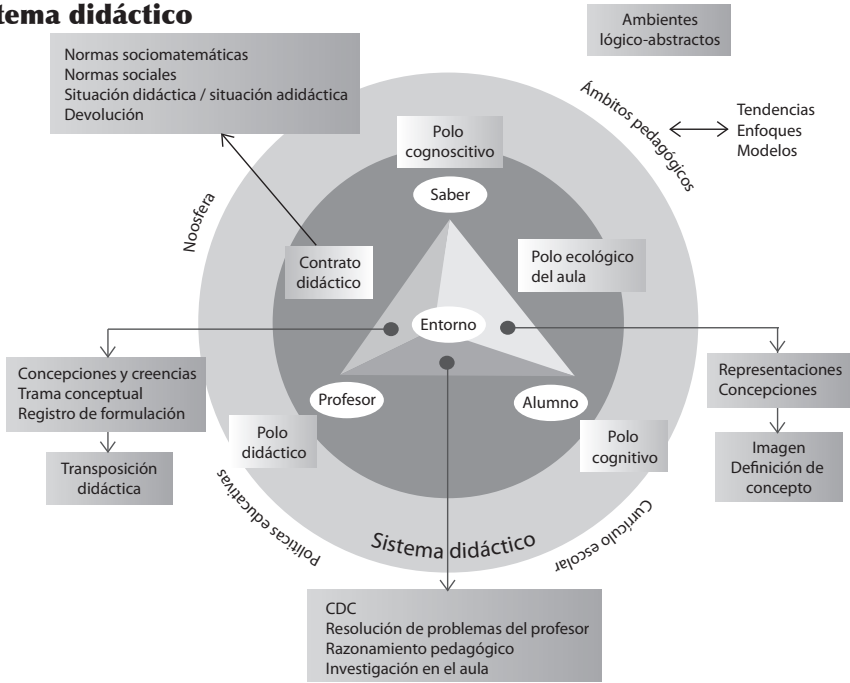 tema didáctico
Ambientes
lógico-abstractos
Normas sociomatemáticas
Normas sociales
Situación didáctica / situación adidáctica
Devolución
Ámbitos pedagógicos
Tendencias
Enfoques
Modelos
Polo
cognoscitivo
Saber
Noosfera
Contrato
didáctico
Polo ecológico
del aula
Entorno
Concepciones y creencias
Trama conceptual
Registro de formulación
Representaciones
Concepciones
Profesor
Alumno
Polo
didáctico
Polo
cognitivo
Transposición
didáctica
Imagen
Definición de
concepto
Políticas educativas
Sistema didáctico
Currículo escolar
CDC
Resolución de problemas del profesor
Razonamiento pedagógico
Investigación en el aula